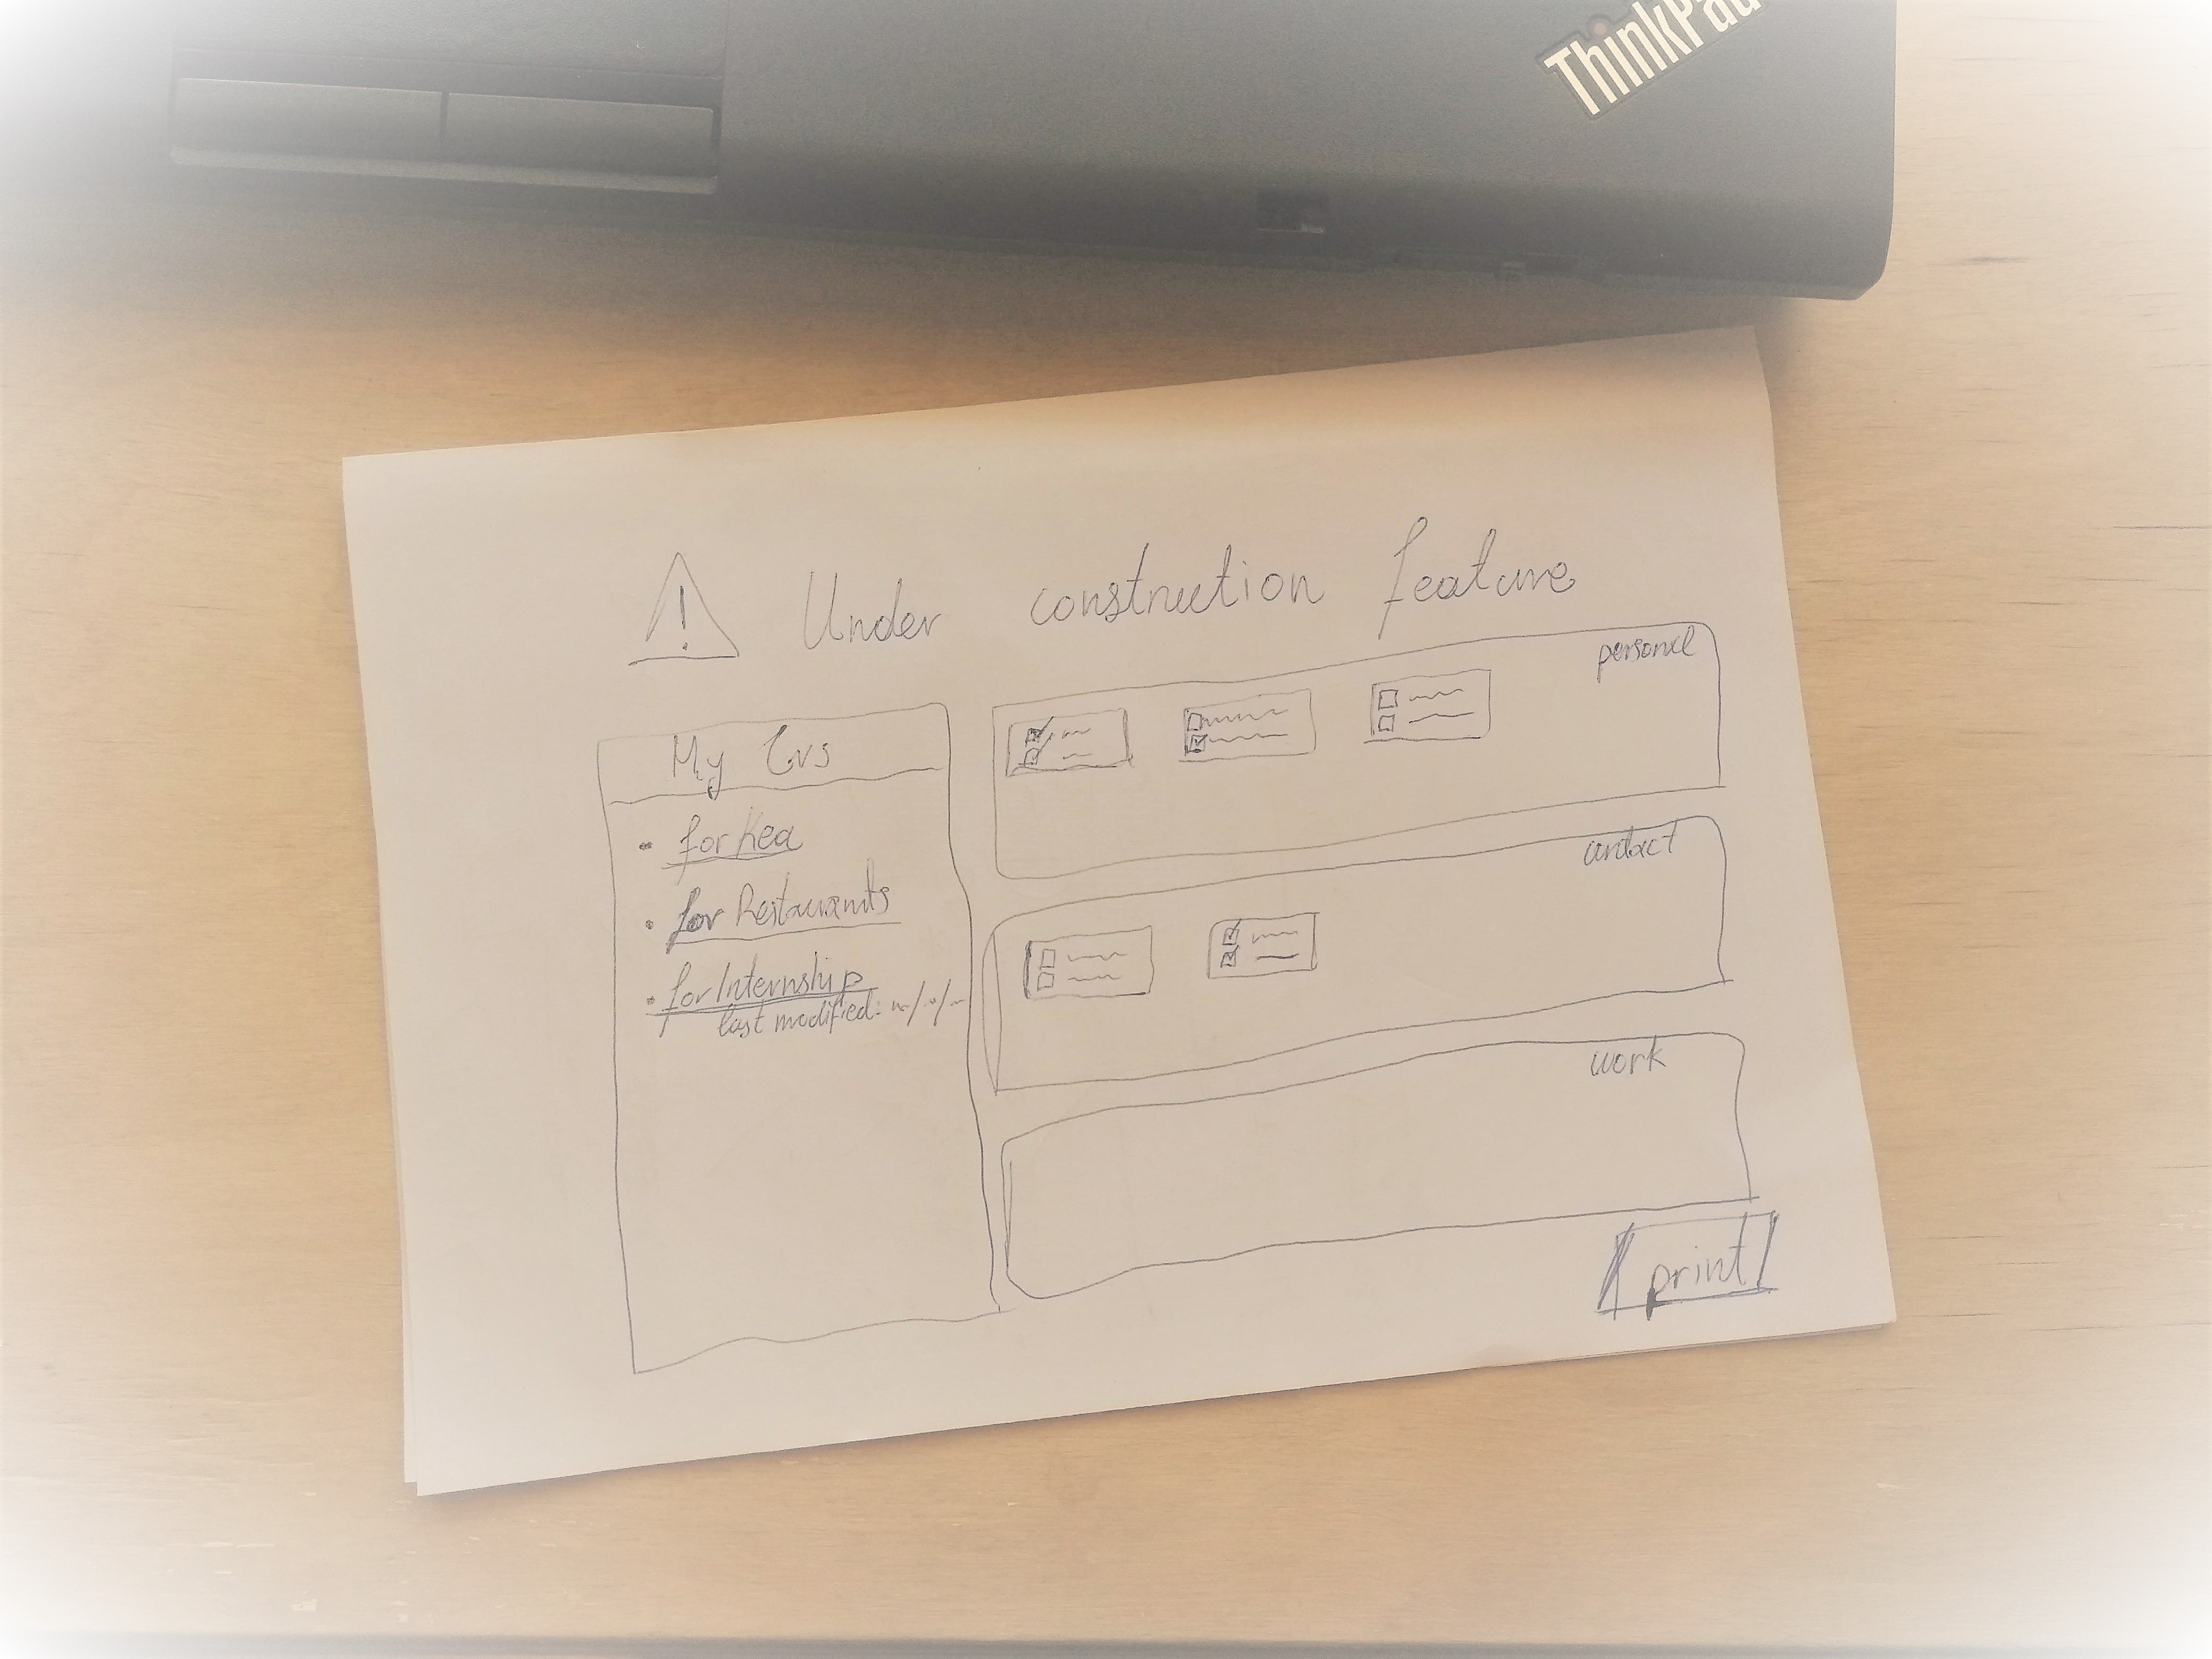 ThinkPad
! Under construction feature
My Cvs
- for Kea
• for Restaurants
• for Internship
last modified:
personal
contact
work
print